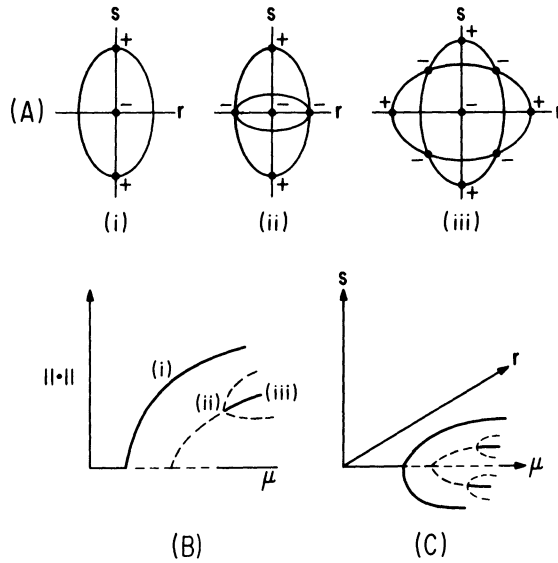 s
+
(A)
−
r
+
(i)
s
+
−
−
−
r
+
(ii)
s
+
−
−
+
−
+
r
−
−
+
(iii)
||•||
(i)
(ii)
(iii)
μ
(B)
s
r
μ
(C)